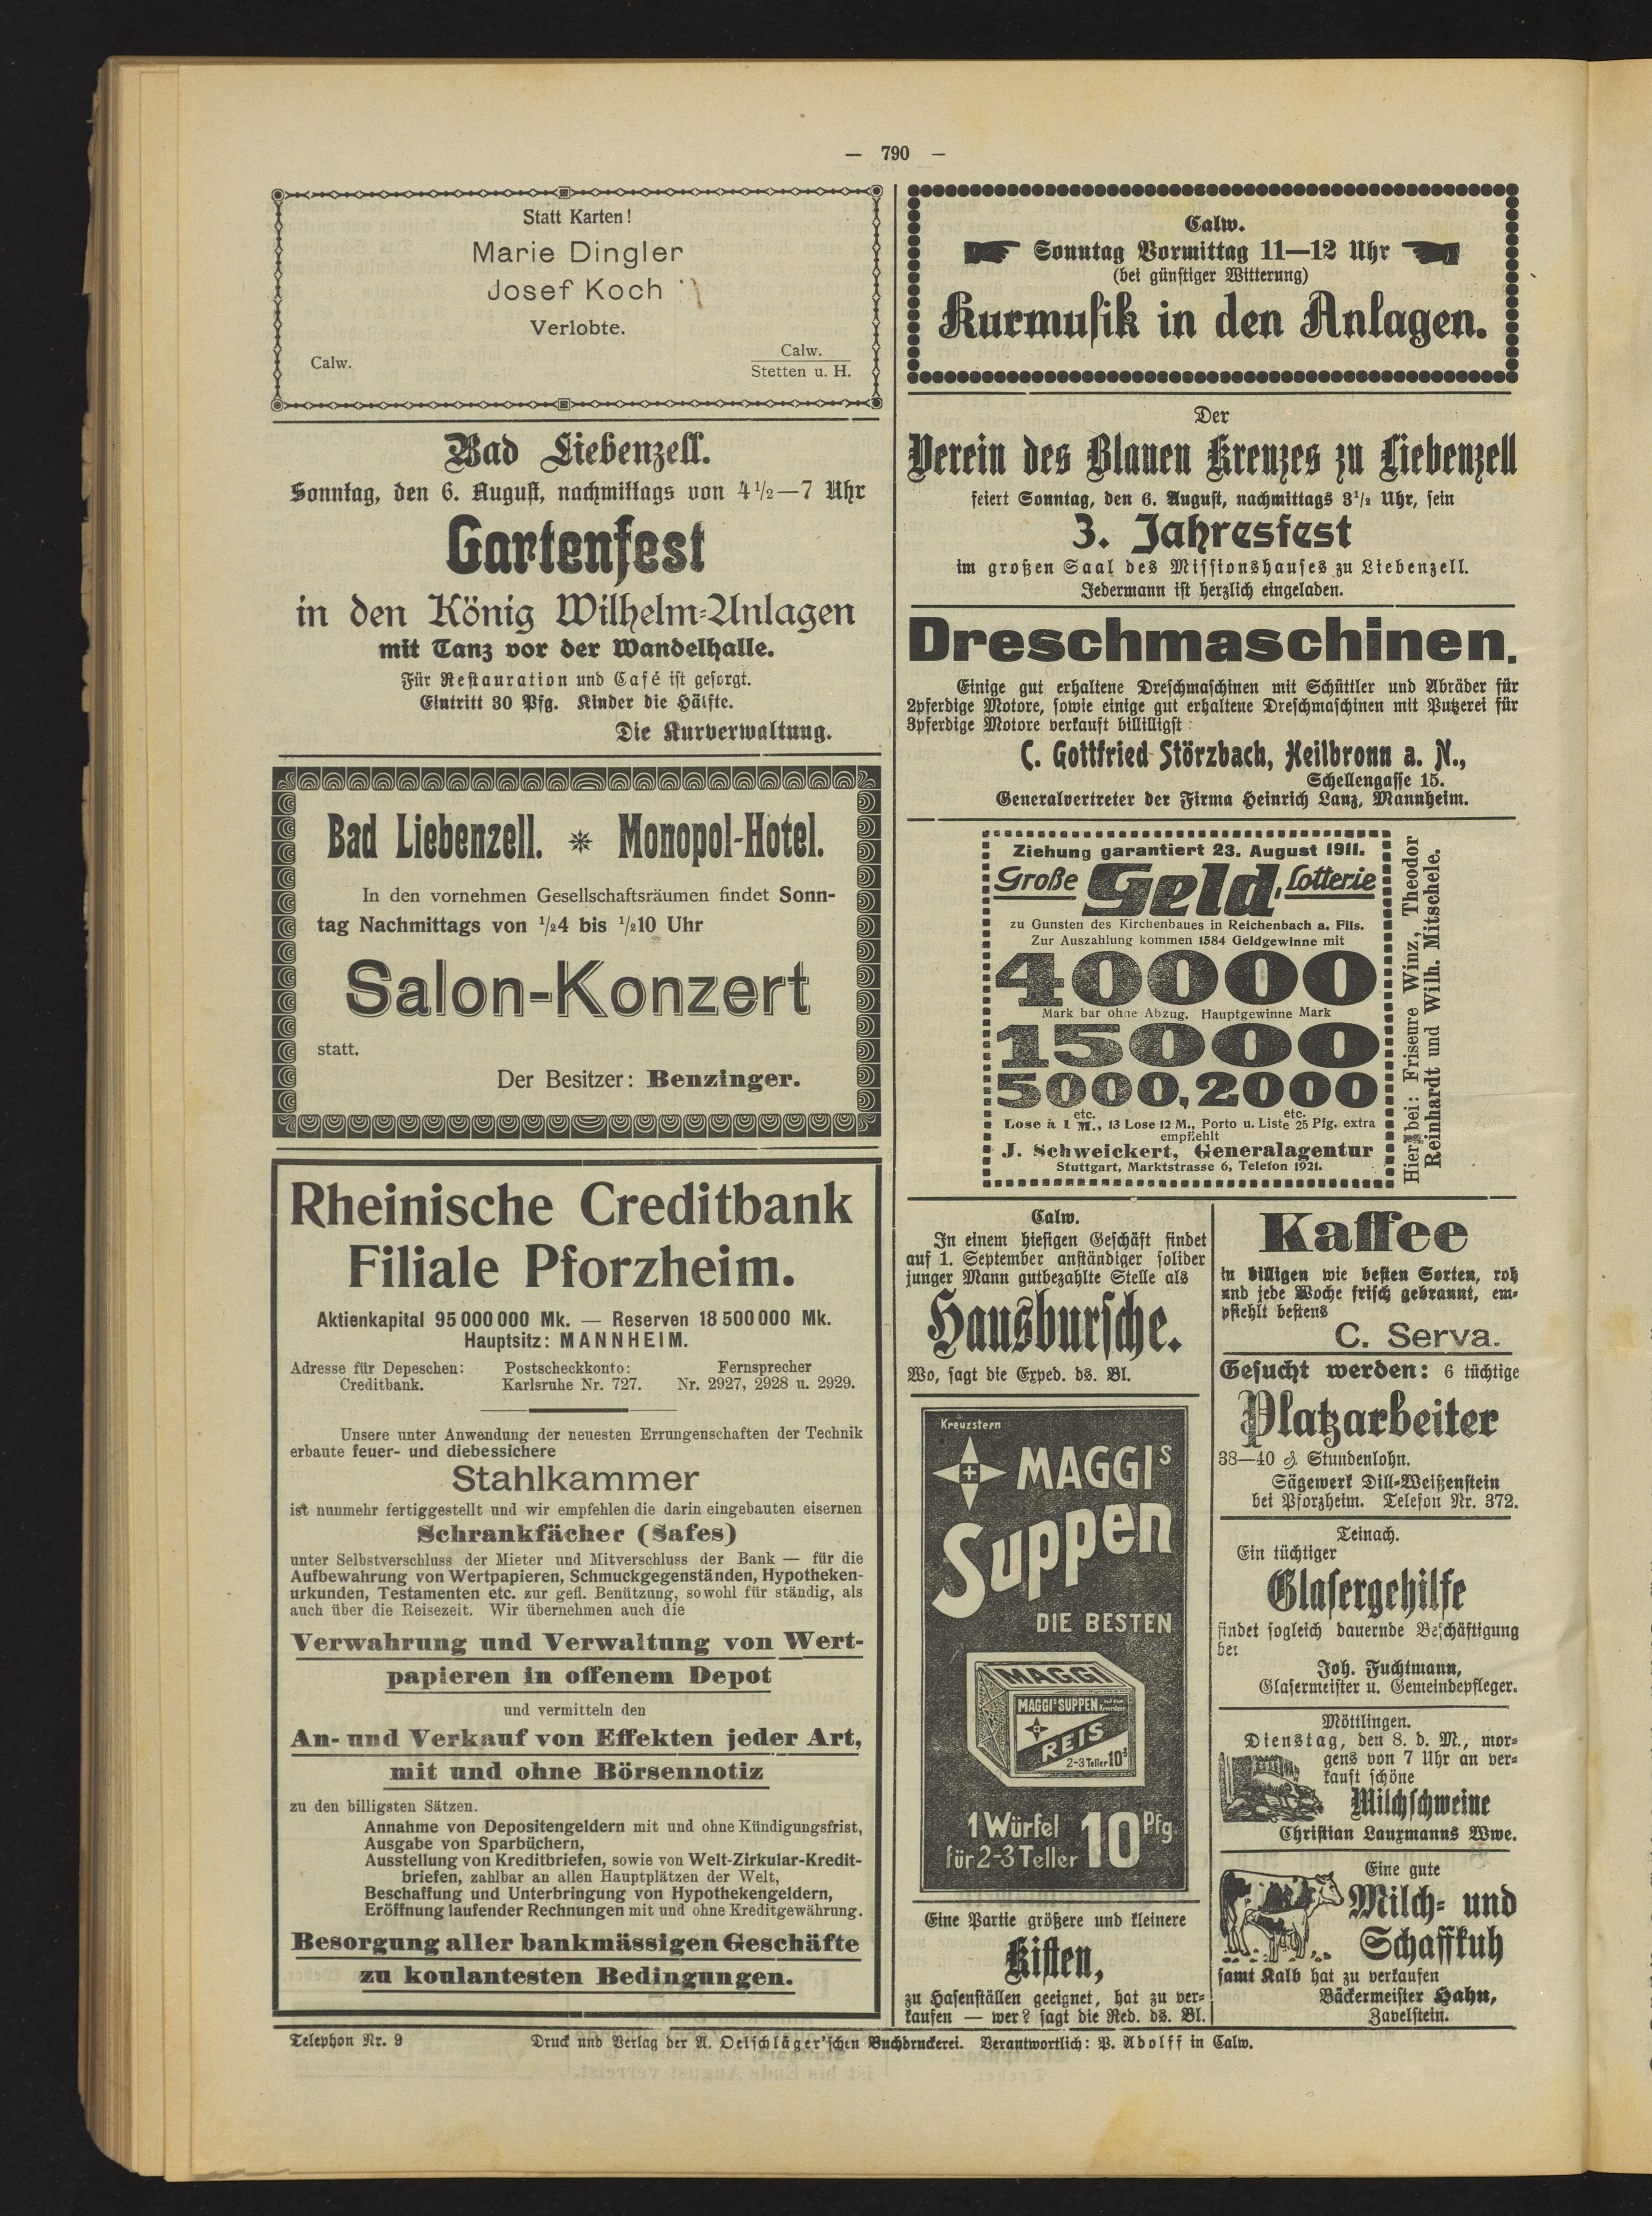 — 790 —
Statt Karten!
Marie Dingler
Josef Koch
Verlobte.
Calw.
Calw.
Stetten u. H.
Bad Liebenzell.
Sonntag, den 6. August, nachmittags von 4 1/2—7 Uhr
Gartenfest
in den König Wilhelm-Anlagen
mit Tanz vor der Wandelhalle.
Für Restauration und Café ist gesorgt.
Eintritt 30 Pfg. Kinder die Hälfte.
Die Kurverwaltung.
Bad Liebenzell. * Monopol-Hotel.
In den vornehmen Gesellschaftsräumen findet Sonn-
tag Nachmittags von 1/24 bis 1/210 Uhr
Salon-Konzert
statt.
Der Besitzer: Benzinger.
Rheinische Creditbank
Filiale Pforzheim.
Aktienkapital 95 000 000 Mk. — Reserven 18 500 000 Mk.
Hauptsitz: MANNHEIM.
Adresse für Depeschen: Postscheckkonto: Fernsprecher
Creditbank. Karlsruhe Nr. 727. Nr. 2927, 2928 u. 2929.
Unsere unter Anwendung der neuesten Errungenschaften der Technik
erbaute feuer- und diebessichere
Stahlkammer
ist nunmehr fertiggestellt und wir empfehlen die darin eingebauten eisernen
Schrankfächer (Safes)
unter Selbstverschluss der Mieter und Mitverschluss der Bank — für die
Aufbewahrung von Wertpapieren, Schmuckgegenständen, Hypotheken-
urkunden, Testamenten etc. zur gefl. Benützung, sowohl für ständig, als
auch über die Reisezeit. Wir übernehmen auch die
Verwahrung und Verwaltung von Wert-
papieren in offenem Depot
und vermitteln den
An- und Verkauf von Effekten jeder Art,
mit und ohne Börsennotiz
zu den billigsten Sätzen.
Annahme von Depositengeldern mit und ohne Kündigungsfrist,
Ausgabe von Sparbüchern,
Ausstellung von Kreditbriefen, sowie von Welt-Zirkular-Kredit-
briefen, zahlbar an allen Hauptplätzen der Welt,
Beschaffung und Unterbringung von Hypothekengeldern,
Eröffnung laufender Rechnungen mit und ohne Kreditgewährung.
Besorgung aller bankmässigen Geschäfte
zu koulantesten Bedingungen.
Calw.
Sonntag Vormittag 11—12 Uhr
(bei günstiger Witterung)
Kurmusik in den Anlagen.
Der
Verein des Blauen Kreuzes zu Liebenzell
feiert Sonntag, den 6. August, nachmittags 3 1/2 Uhr, sein
3. Jahresfest
im großen Saal des Missionshauses zu Liebenzell.
Jedermann ist herzlich eingeladen.
Dreschmaschinen.
Einige gut erhaltene Dreschmaschinen mit Schüttler und Abräder für
2pferdige Motore, sowie einige gut erhaltene Dreschmaschinen mit Putzerei für
3pferdige Motore verkauft billilligst
C. Gottfried Störzbach, Heilbronn a. N.,
Schellengasse 15.
Generalvertreter der Firma Heinrich Lanz, Mannheim.
Ziehung garantiert 23. August 1911.
Große Geld Lotterie
zu Gunsten des Kirchenbaues in Reichenbach a. Fils.
Zur Auszahlung kommen 1584 Geldgewinne mit
40000
Mark bar ohne Abzug. Hauptgewinne Mark
15000
5000, 2000
etc. etc.
Lose à 1 M., 13 Lose 12 M., Porto u. Liste 25 Pfg. extra
empfiehlt
J. Schweickert, Generalagentur
Stuttgart, Marktstrasse 6, Telefon 1921.
Hier bei: Friseure Winz, Theodor
Reinhardt und Wilh. Mitschele.
Calw.
In einem hiesigen Geschäft findet
auf 1. September anständiger solider
junger Mann gutbezahlte Stelle als
Hausbursche.
Wo, sagt die Exped. ds. Bl.
Kreuzstern
MAGGIs
Suppen
DIE BESTEN
MAGGI
MAGGIs SUPPEN
REIS
2-3 Teller 10
1 Würfel 10 Pfg.
für 2-3 Teller
Eine Partie größere und kleinere
Kisten,
zu Hasenställen geeignet, hat zu ver-
kaufen — wer? sagt die Red. ds. Bl.
Kaffee
in billigen wie besten Sorten, roh
und jede Woche frisch gebrannt, em-
pfiehlt bestens
C. Serva.
Gesucht werden: 6 tüchtige
Platzarbeiter
38—40 ₰ Stundenlohn.
Sägewerk Dill-Weißenstein
bei Pforzheim. Telefon Nr. 372.
Teinach.
Ein tüchtiger
Glasergehilfe
findet sogleich dauernde Beschäftigung
bei
Joh. Fuchtmann,
Glasermeister u. Gemeindepfleger.
Möttlingen.
Dienstag, den 8. d. M., mor-
gens von 7 Uhr an ver-
kauft schöne
Milchschweine
Christian Lauxmanns Wwe.
Eine gute
Milch- und
Schaffkuh
samt Kalb hat zu verkaufen
Bäckermeister Hahn,
Zavelstein.
Telephon Nr. 9 Druck und Verlag der A. Oelschläger'schen Buchdruckerei. Verantwortlich: P. Adolff in Calw.